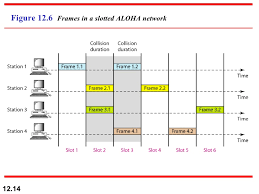 Figure 12.6 Frames in a slotted ALOHA network
Collision duration
Collision duration
Station 1
Frame 1.1
Frame 1.2
Time
Station 2
Frame 2.1
Frame 2.2
Time
Station 3
Frame 3.1
Frame 3.2
Time
Station 4
Frame 4.1
Frame 4.2
Time
Slot 1
Slot 2
Slot 3
Slot 4
Slot 5
Slot 6
12.14